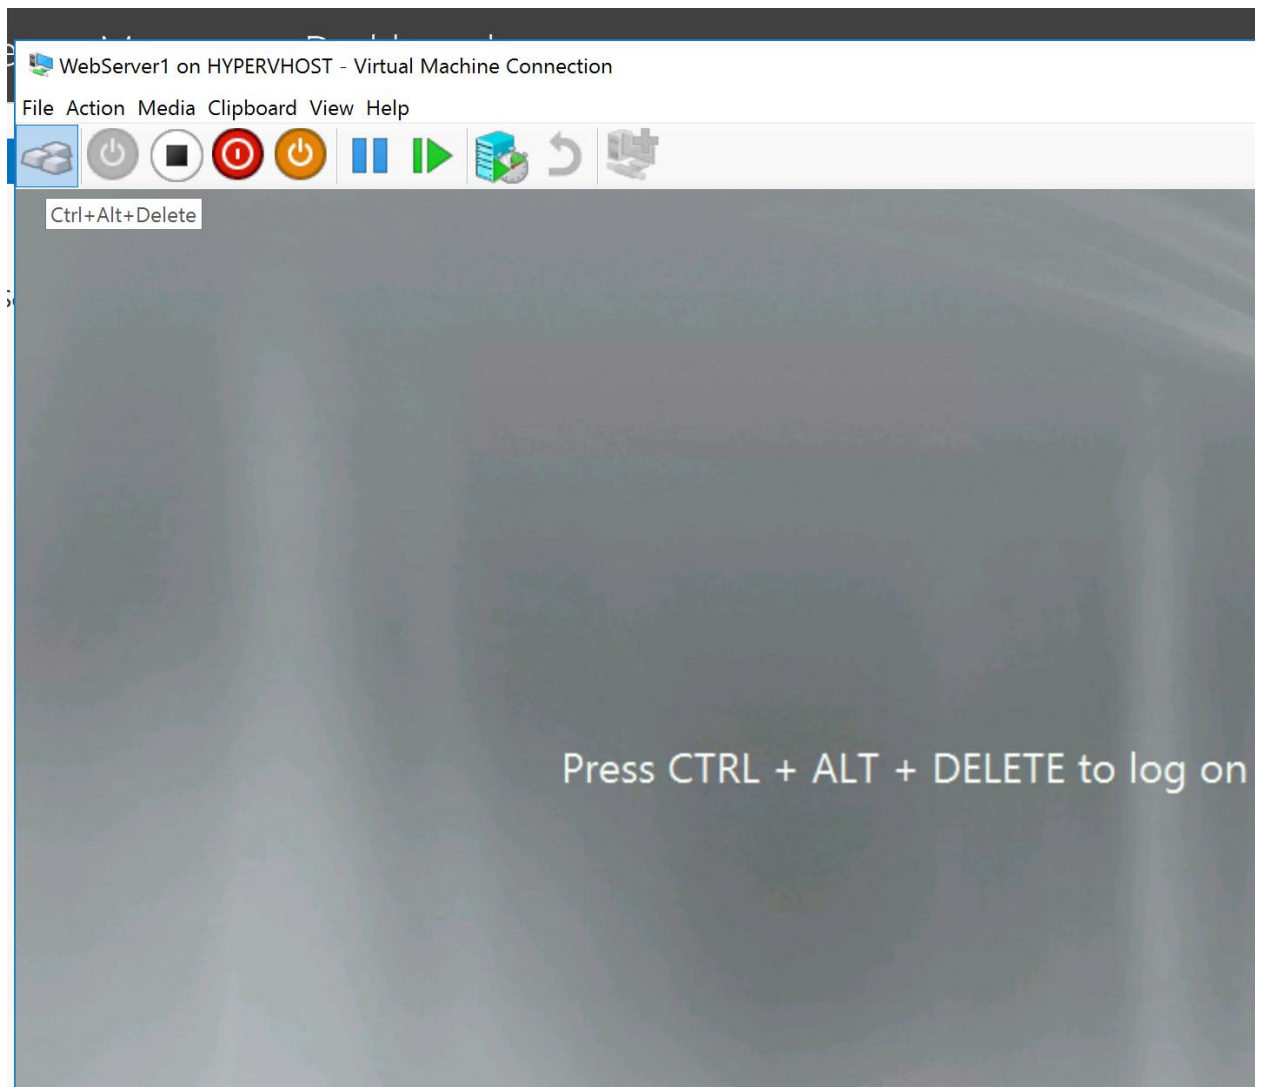 WebServer1 on HYPERVHOST - Virtual Machine Connection
File Action Media Clipboard View Help
Ctrl+Alt+Delete
Press CTRL + ALT + DELETE to log on